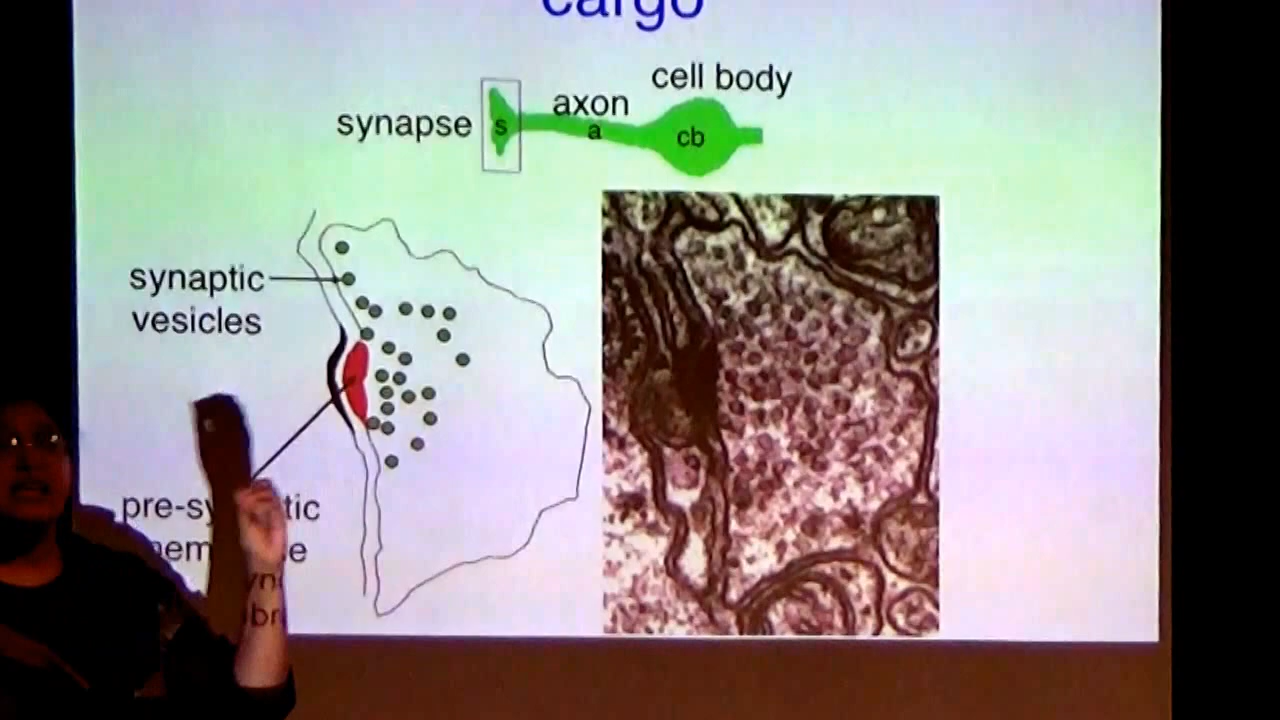 cargo
cell body
axon
synapse
s
a
cb
synaptic
vesicles